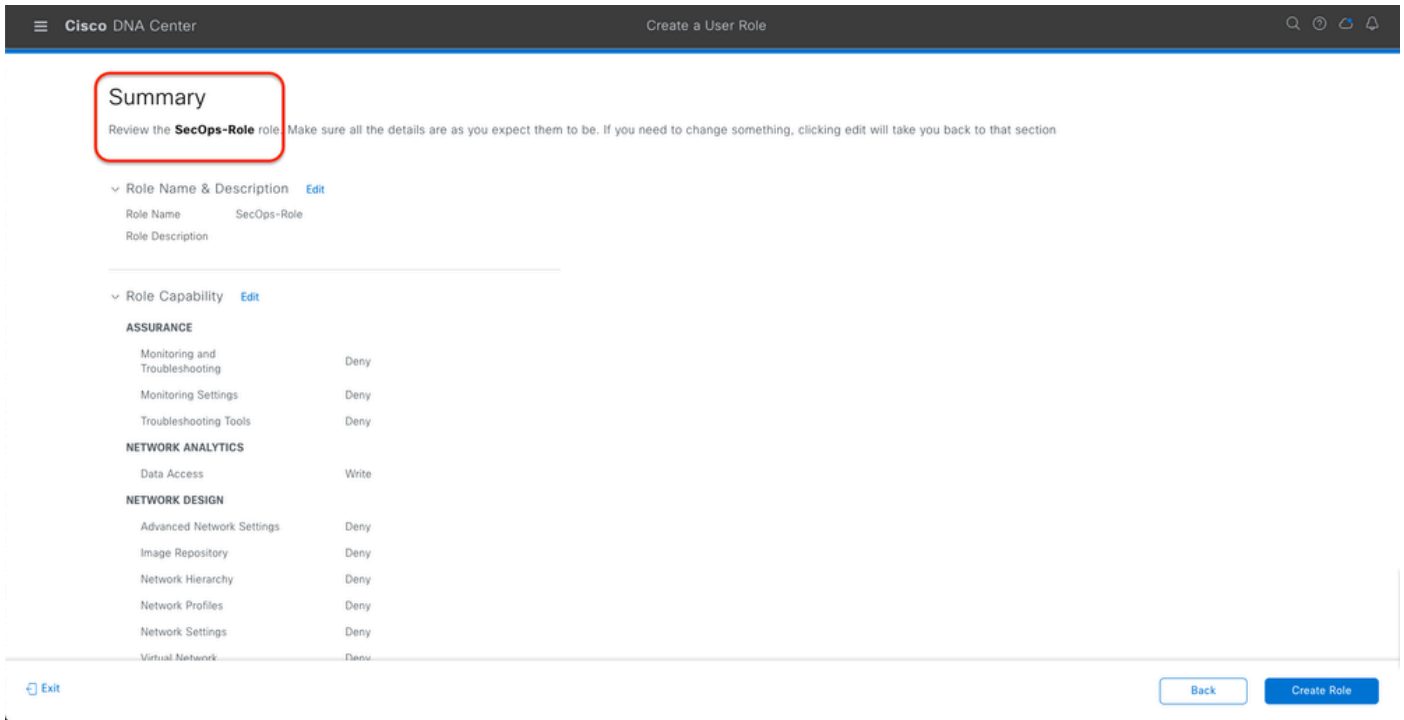 Cisco DNA Center
Create a User Role
Summary
Review the SecOps-Role role. Make sure all the details are as you expect them to be. If you need to change something, clicking edit will take you back to that section
Role Name & Description Edit
Role Name SecOps-Role
Role Description
Role Capability Edit
ASSURANCE
Monitoring and
Troubleshooting Deny
Monitoring Settings Deny
Troubleshooting Tools Deny
NETWORK ANALYTICS
Data Access Write
NETWORK DESIGN
Advanced Network Settings Deny
Image Repository Deny
Network Hierarchy Deny
Network Profiles Deny
Network Settings Deny
Virtual Network Deny
Exit
Back
Create Role